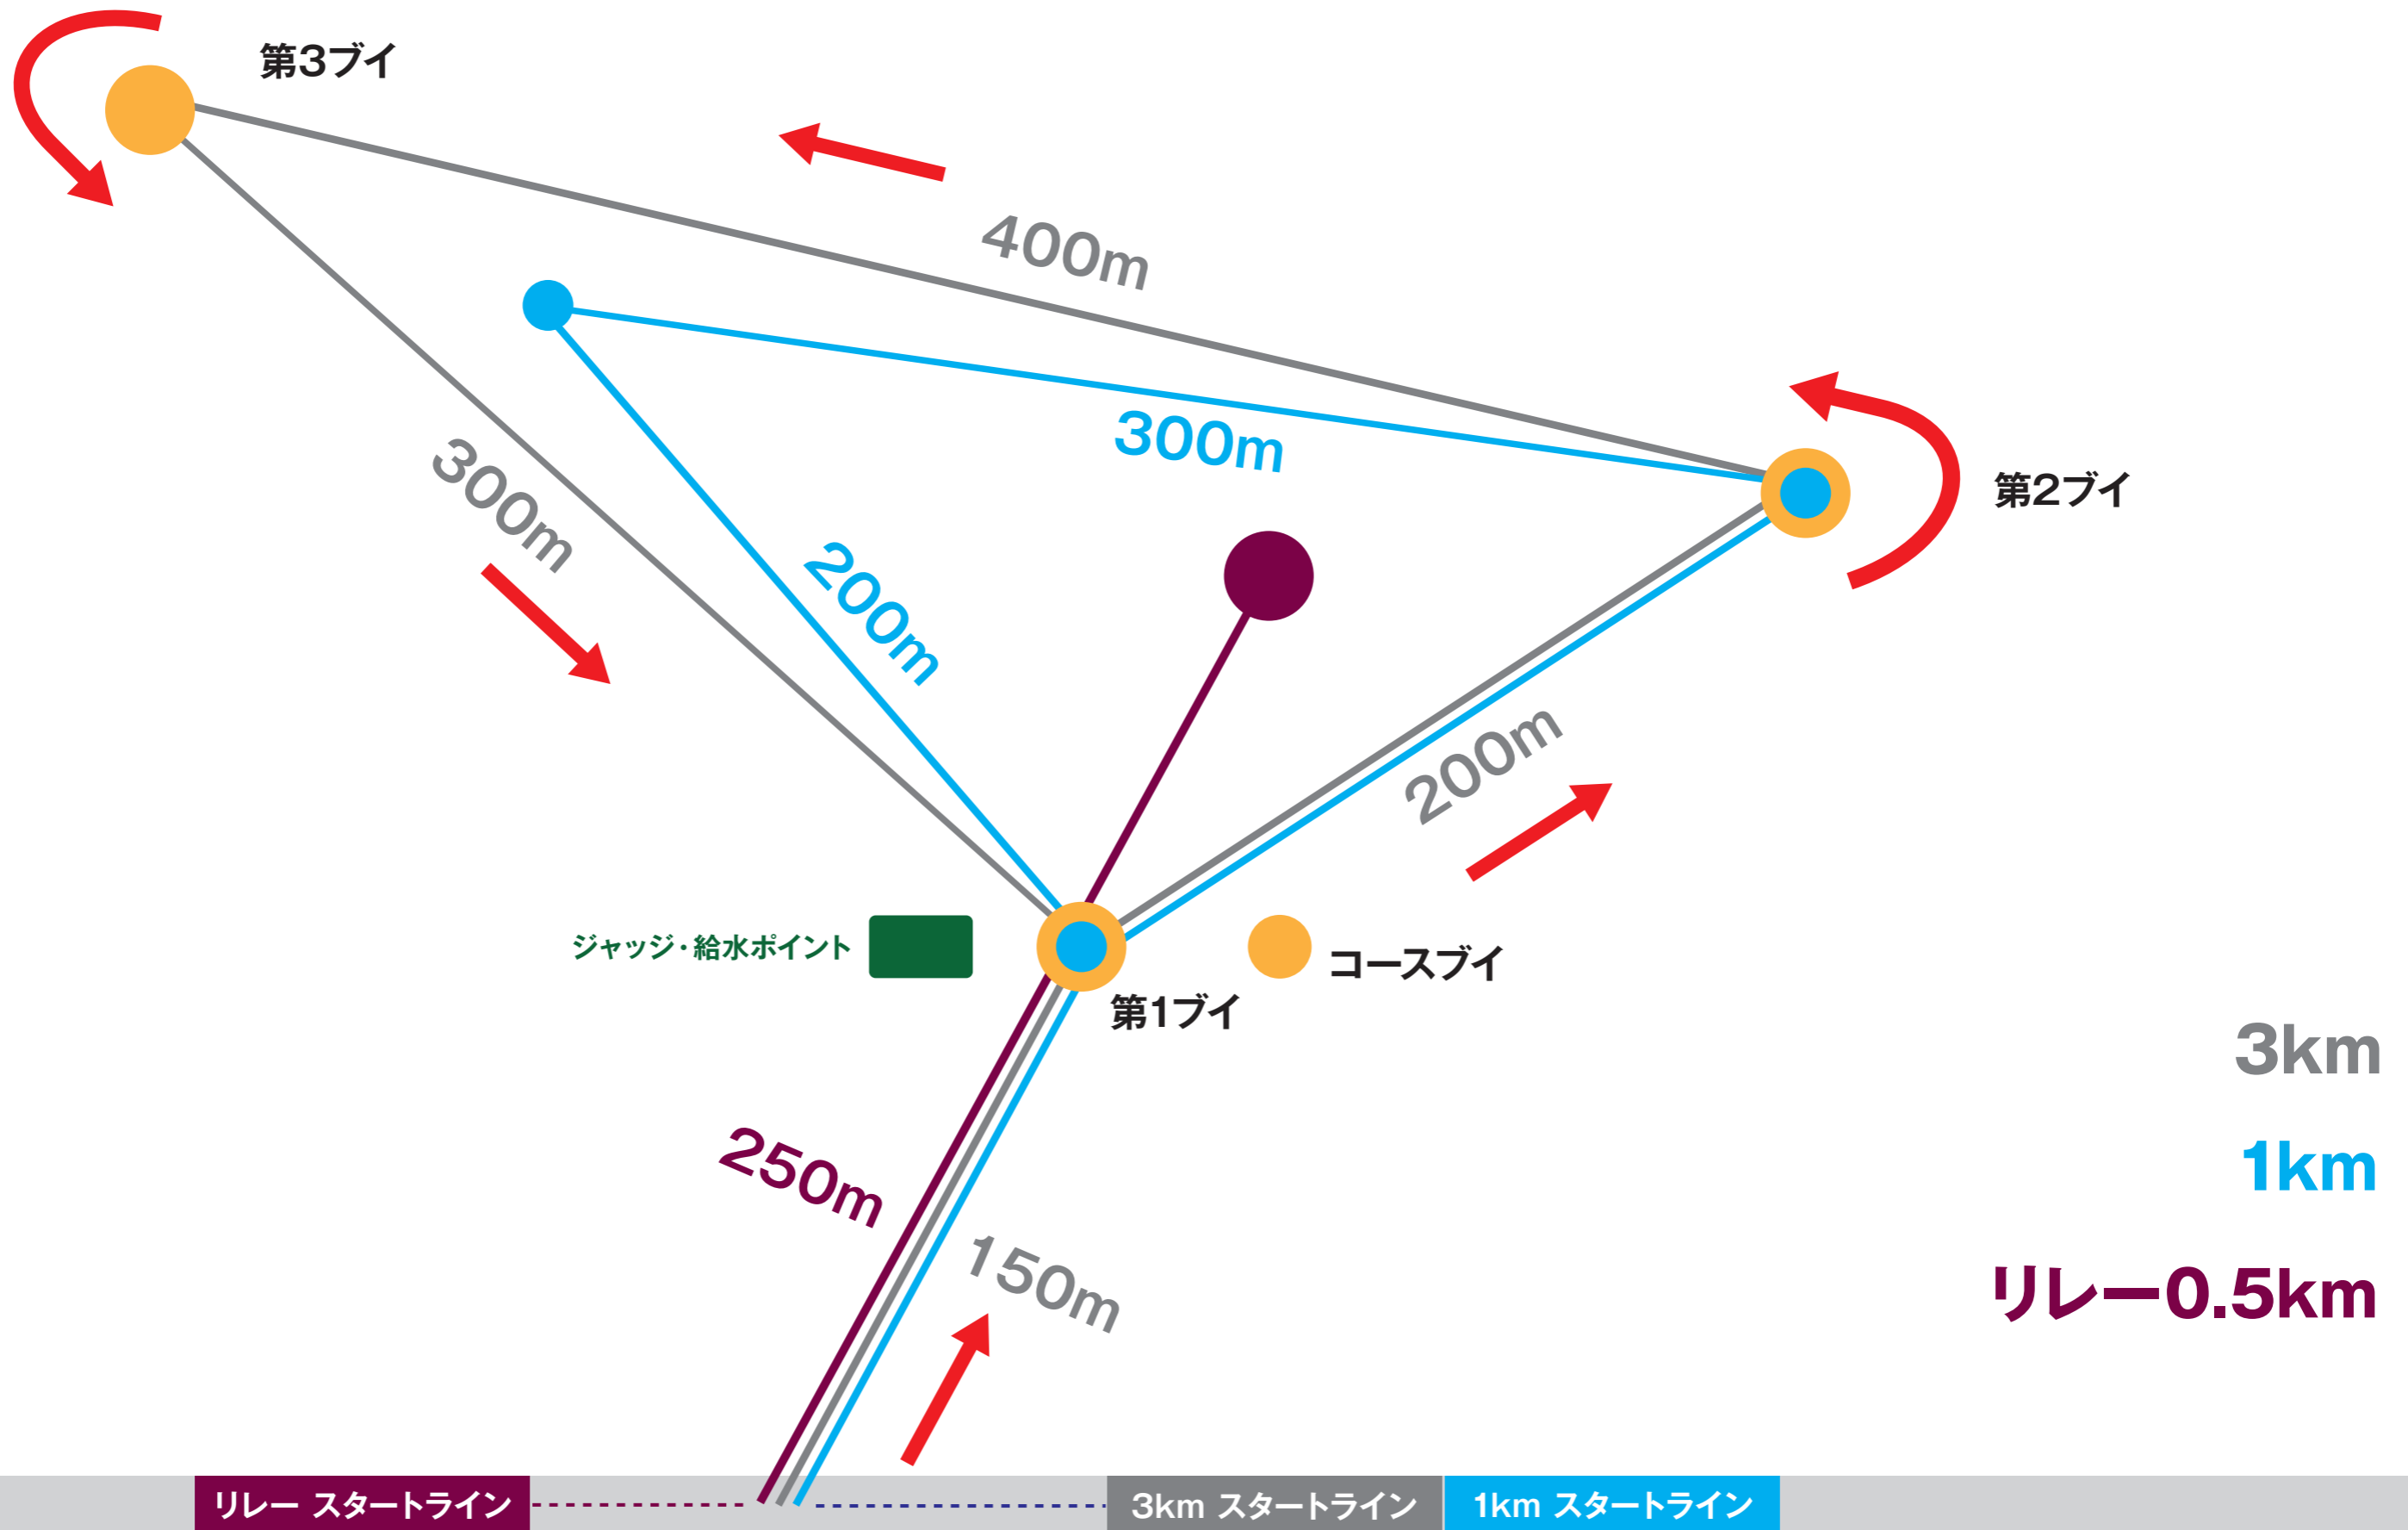 第3ブイ
400m
300m
第2ブイ
300m
200m
200m
ジャッジ・給水ポイント
コースブイ
第1ブイ
3km
250m
1km
150m
リレー0.5km
リレー スタートライン
3km スタートライン
1km スタートライン